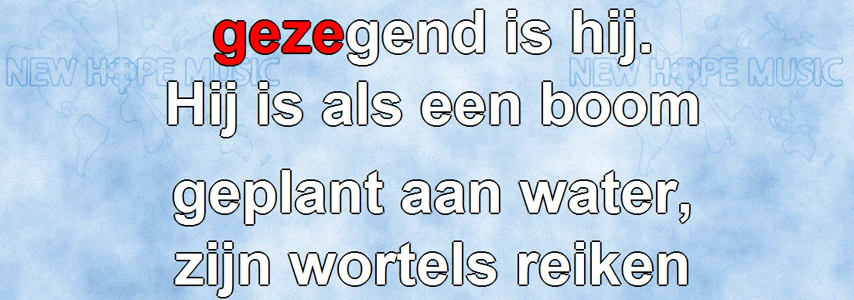 gezegend is hij.
NEW HOPE MUSIC NEW HOPE MUSIC
Hij is als een boom
geplant aan water,
zijn wortels reiken